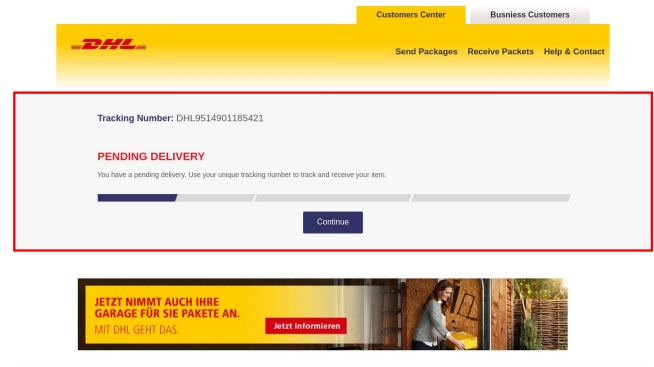 Customers Center
Busniess Customers
DHL
Send Packages Receive Packets Help & Contact
Tracking Number: DHL9514901185421
PENDING DELIVERY
You have a pending delivery. Use your unique tracking number to track and receive your item.
Continue
JETZT NIMMT AUCH IHRE
GARAGE FÜR SIE PAKETE AN.
MIT DHL GEHT DAS.
Jetzt informieren